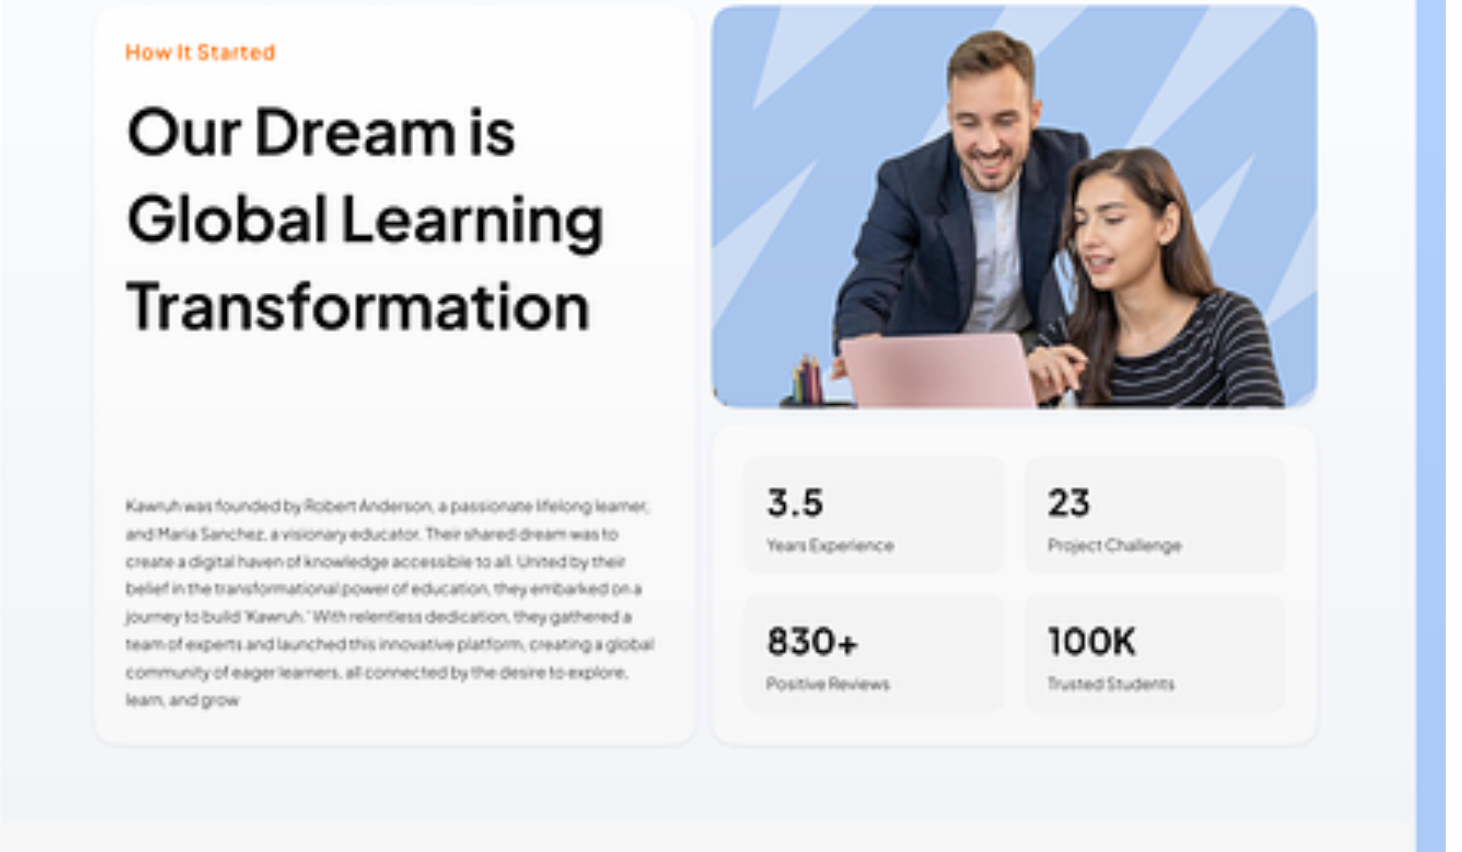 How It Started
Our Dream is
Global Learning
Transformation
Kawruh was founded by Robert Anderson, a passionate lifelong learner,
and Maria Sanchez, a visionary educator. Their shared dream was to
create a digital haven of knowledge accessible to all. United by their
belief in the transformational power of education, they embarked on a
journey to build 'Kawruh.' With relentless dedication, they gathered a
team of experts and launched this innovative platform, creating a global
community of eager learners, all connected by the desire to explore,
learn, and grow
3.5
Years Experience
23
Project Challenge
830+
Positive Reviews
100K
Trusted Students